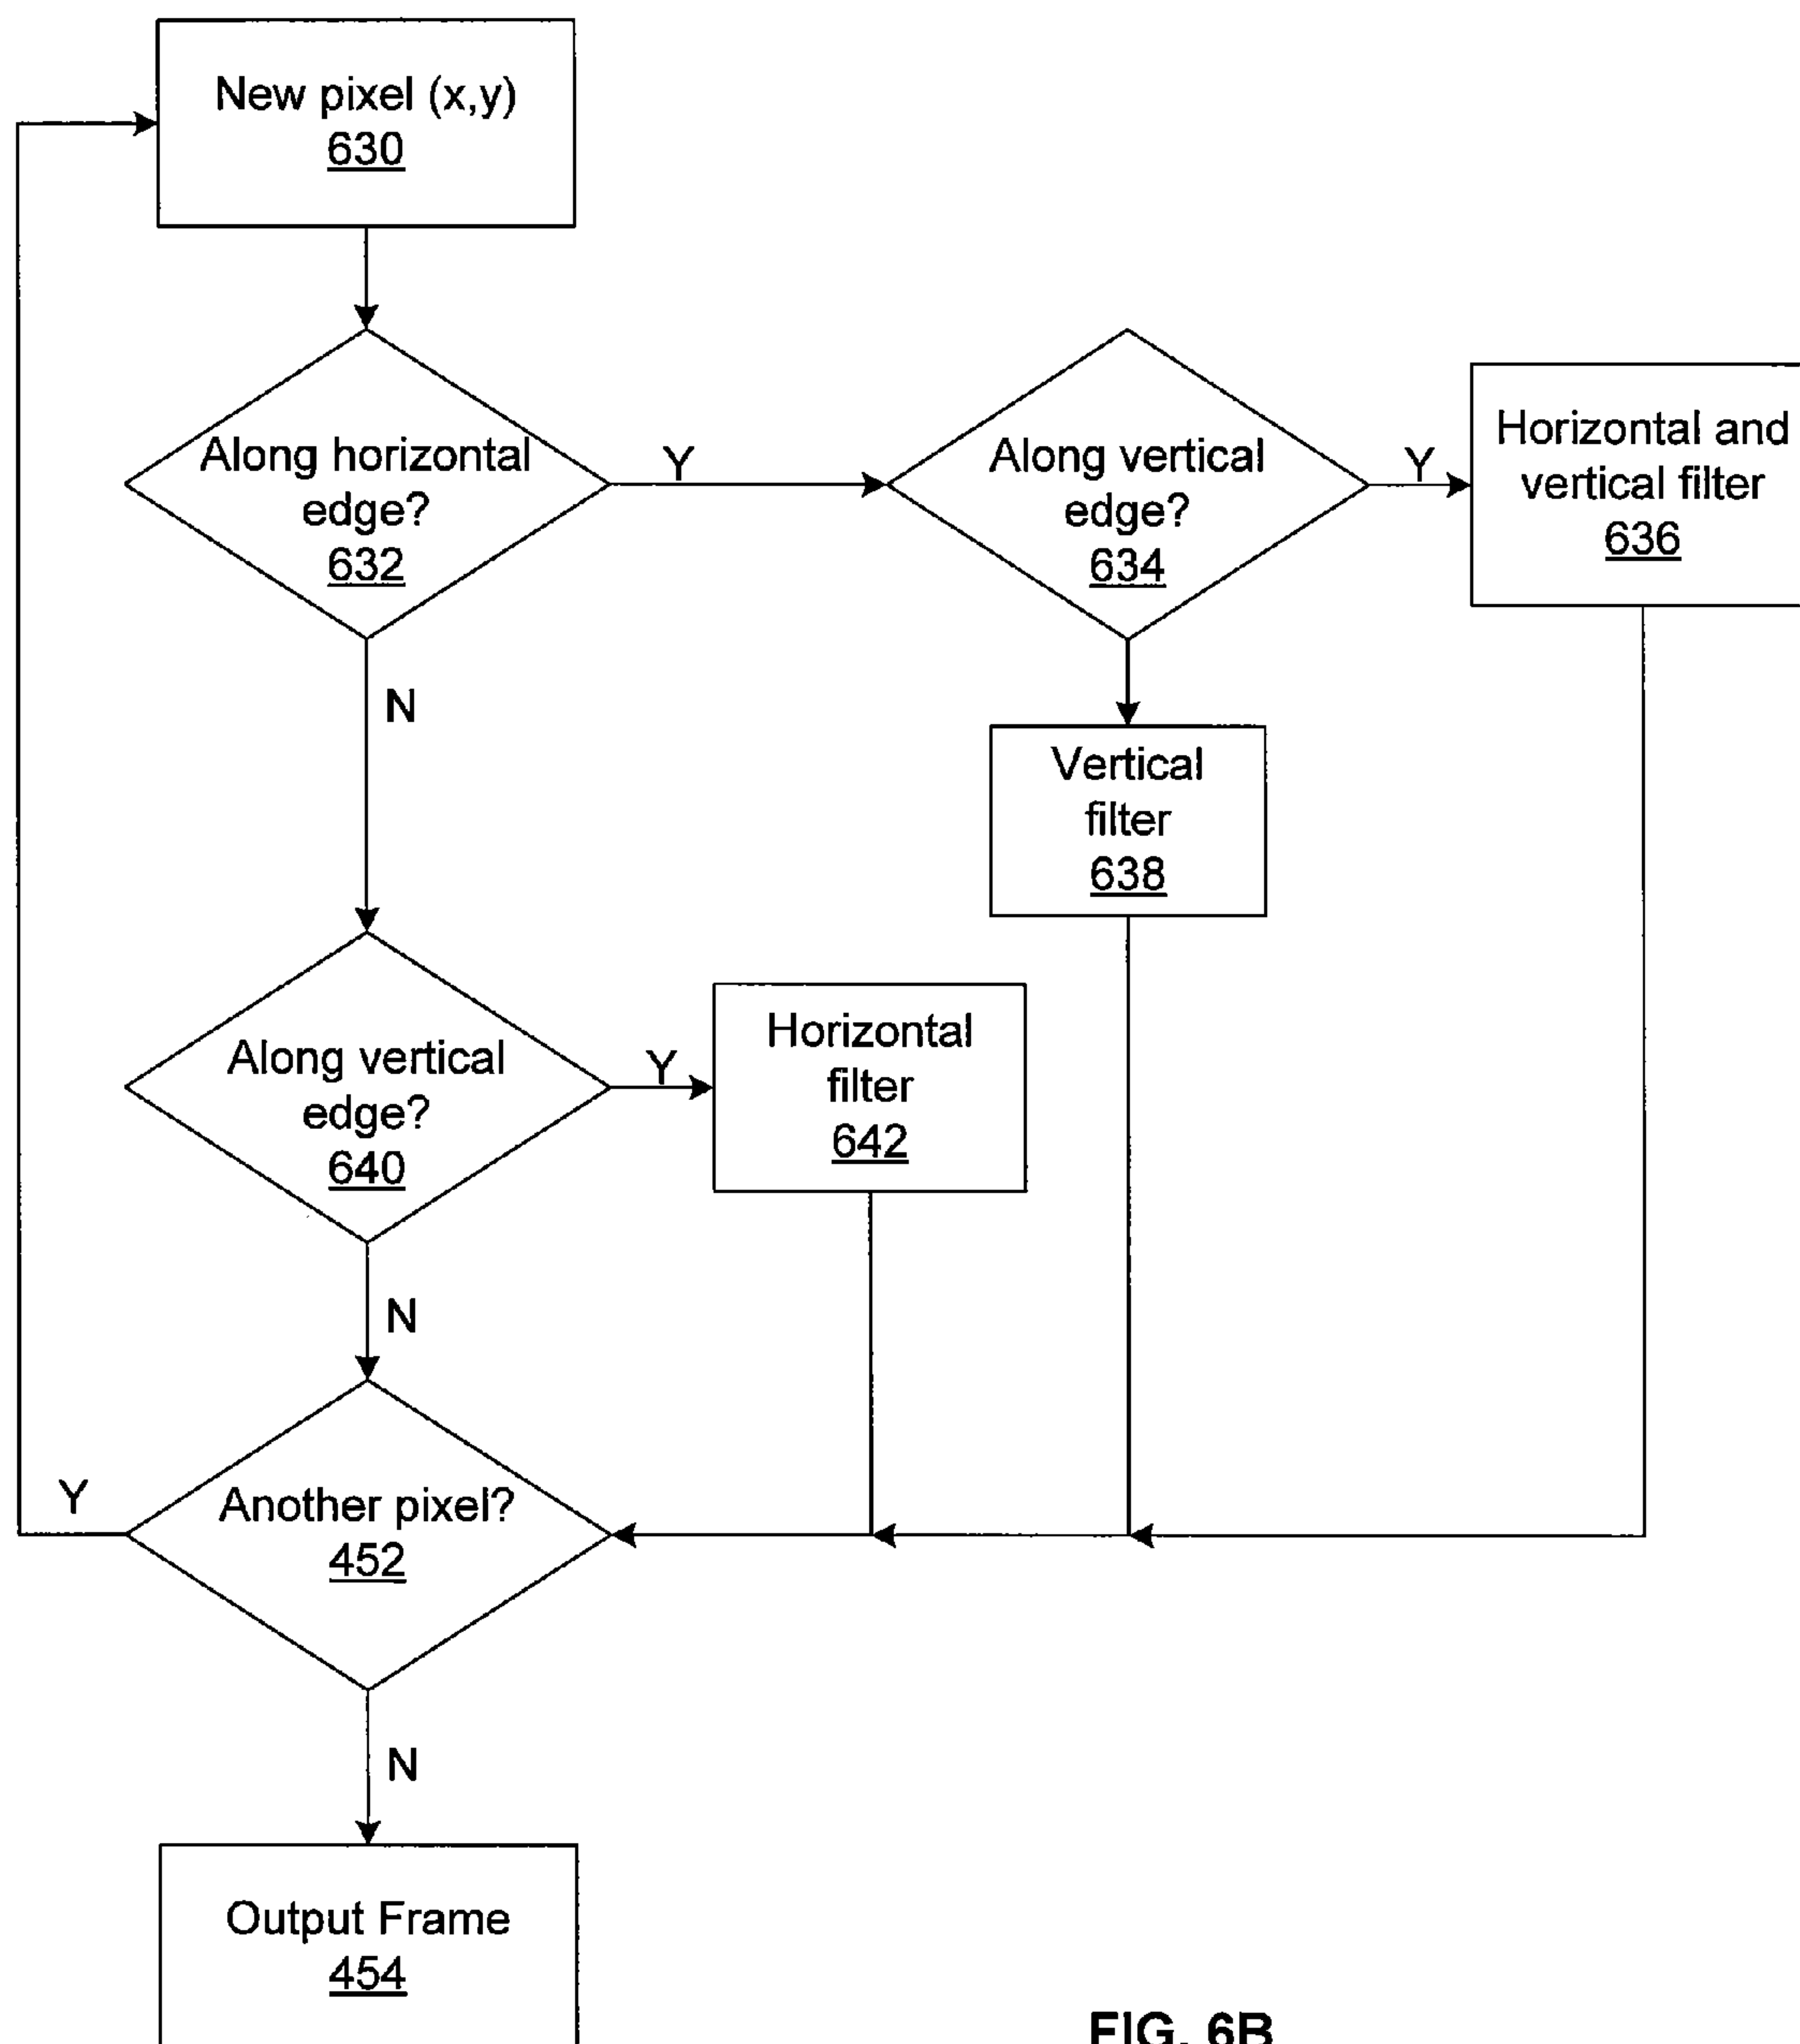 New pixel (x,y)
630
Along horizontal
edge?
632
Y
Along vertical
edge?
634
Y
Horizontal and
vertical filter
636
N
Vertical
filter
638
Along vertical
edge?
640
Y
Horizontal
filter
642
N
Y
Another pixel?
452
N
Output Frame
454
FIG. 6B